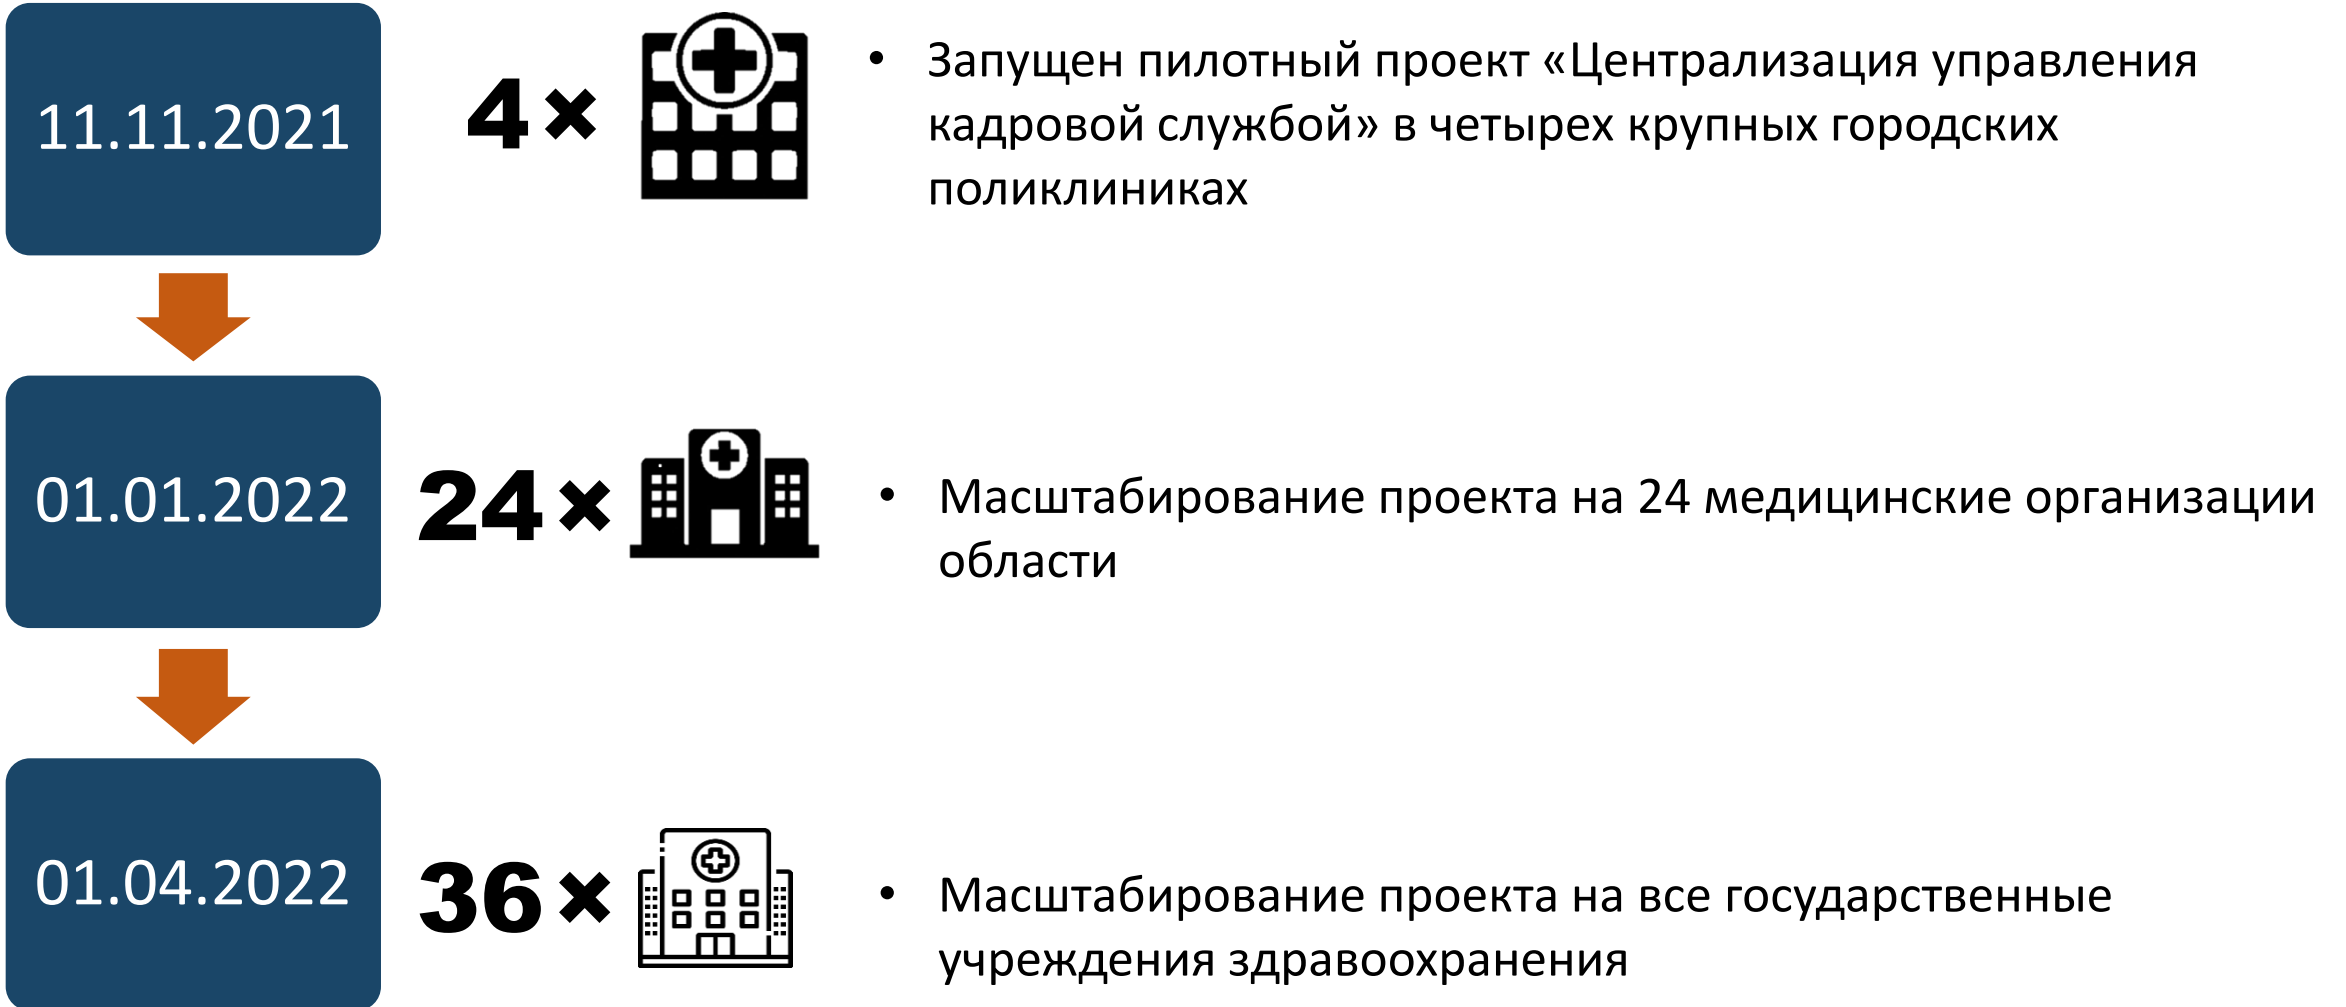 11.11.2021
4×
• Запущен пилотный проект «Централизация управления
кадровой службой» в четырех крупных городских
поликлиниках
01.01.2022
24×
• Масштабирование проекта на 24 медицинские организации
области
01.04.2022
36×
• Масштабирование проекта на все государственные
учреждения здравоохранения